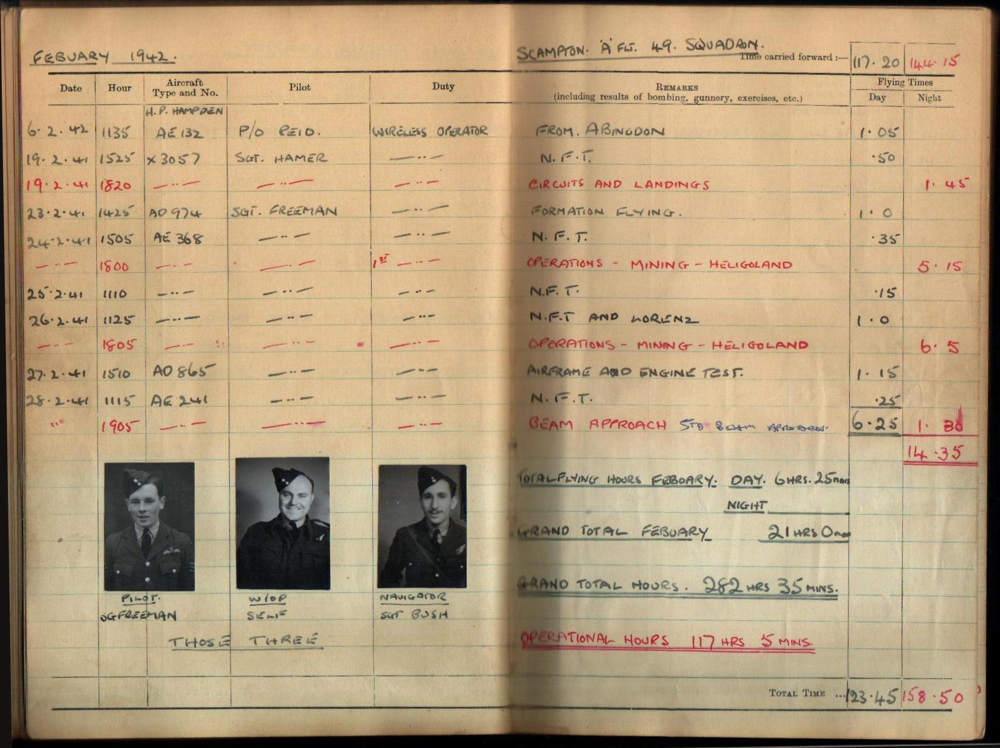 FEBUARY 1942.
SCAMPTON. 'A' FLT. 49. SQUADRON.
Time carried forward :— 117.20 144.15
Date Hour Aircraft Type and No. Pilot Duty REMARKS (including results of bombing, gunnery, exercises, etc.) Flying Times Day Night
H.P. HAMPDEN
6.2.42 1135 AE 132 P/O REID. WIRELESS OPERATOR FROM. ABINGDON 1.05
19.2.41 1525 X3057 SGT. HAMER —..— N.F.T. .50
19.2.41 1820 —..— —..— —..— CIRCUITS AND LANDINGS 1.45
23.2.41 1425 AD 974 SGT. FREEMAN —..— FORMATION FLYING. 1.0
24.2.41 1505 AE 368 —..— —..— N.F.T. .35
—..— 1800 —..— —..— 1ST —..— OPERATIONS - MINING - HELIGOLAND 5.15
25.2.41 1110 —..— —..— —..— N.F.T. .15
26.2.41 1125 —..— —..— —..— N.F.T AND LORENZ 1.0
—..— 1805 —..— —..— —..— OPERATIONS - MINING - HELIGOLAND 6.5
27.2.41 1510 AD 865 —..— —..— AIRFRAME AND ENGINE TEST. 1.15
28.2.41 1115 AE 241 —..— —..— N.F.T. .25
" 1905 —..— —..— —..— BEAM APPROACH STD BEAM APPROACH. 6.25 1.30
14.35
TOTAL FLYING HOURS FEBUARY. DAY. 6HRS. 25MINS
NIGHT
GRAND TOTAL FEBUARY 21 HRS 0
GRAND TOTAL HOURS. 282 HRS 35 MINS.
PILOT. W/OP NAVIGATOR
SGFREEMAN SELF SGT BUSH
THOSE THREE
OPERATIONAL HOURS 117 HRS 5 MINS.
TOTAL TIME ... 123.45 158.50